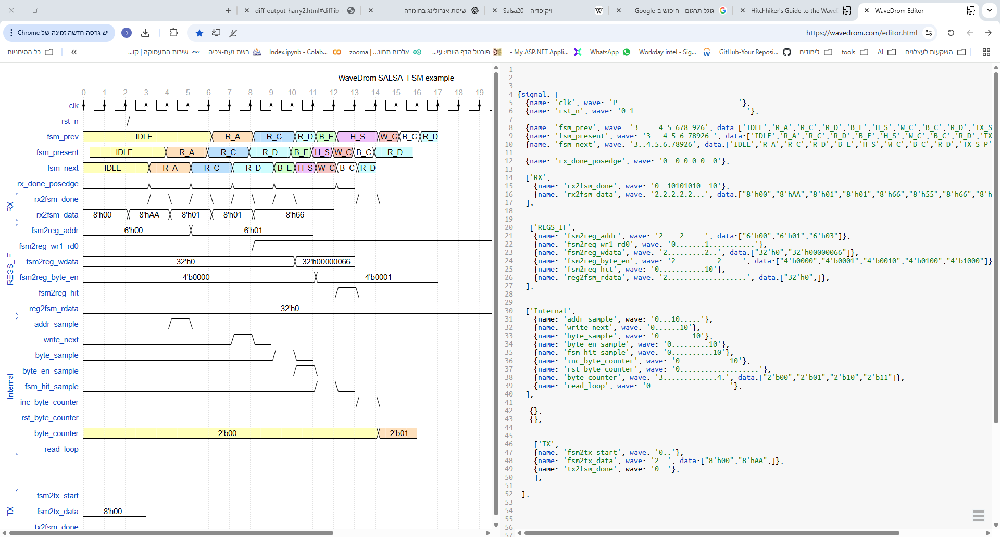 diff_output_harry2.html#difflib_
שיטת אנרולינג בחומרה
Salsa20 – ויקיפדיה
גוגל תרגום - חיפוש ב-Google
Hitchhiker's Guide to the WaveD
WaveDrom Editor
יש גרסה חדשה זמינה של Chrome
https://wavedrom.com/editor.html
כל הסימניות
שירות התעסוקה | קו...
רשת נעם-צביה
Index.ipynb - Colab...
אלבום תמונ... | zooma
פורטל הדף היומי: עי...
- My ASP.NET Appli...
WhatsApp
Workday intel - Sig...
GitHub-Your Reposi...
לימודים
tools
AI
השקעות לעצלנים
WaveDrom SALSA_FSM example
0 1 2 3 4 5 6 7 8 9 10 11 12 13 14 15 16 17 18 19
clk
rst_n
fsm_prev IDLE R_A R_C R_D B_E H_S W_C B_C R_D
fsm_present IDLE R_A R_C R_D B_E H_S W_C B_C R_D
fsm_next IDLE R_A R_C R_D B_E H_S W_C B_C R_D
rx_done_posedge
RX
rx2fsm_done
rx2fsm_data 8'h00 8'hAA 8'h01 8'h01 8'h66
REGS_IF
fsm2reg_addr 6'h00 6'h01
fsm2reg_wr1_rd0
fsm2reg_wdata 32'h0 32'h00000066
fsm2reg_byte_en 4'b0000 4'b0001
fsm2reg_hit
reg2fsm_rdata 32'h0
Internal
addr_sample
write_next
byte_sample
byte_en_sample
fsm_hit_sample
inc_byte_counter
rst_byte_counter
byte_counter 2'b00 2'b01
read_loop
TX
fsm2tx_start
fsm2tx_data 8'h00
tx2fsm_done
1
2
3
4 {signal: [
5 {name: 'clk', wave: 'P.............................'},
6 {name: 'rst_n', wave: '0.1...........................'},
7
8 {name: 'fsm_prev', wave: '3.....4.5.678.926', data:['IDLE','R_A','R_C','R_D','B_E','H_S','W_C','B_C','R_D','TX_S
9 {name: 'fsm_present', wave: '3...4.5.6.78926.', data:['IDLE','R_A','R_C','R_D','B_E','H_S','W_C','B_C','R_D','TX
10 {name: 'fsm_next', wave: '3..4.5.6.78926', data:['IDLE','R_A','R_C','R_D','B_E','H_S','W_C','B_C','R_D','TX_S_P'
11
12 {name: 'rx_done_posedge', wave: '0..0.0.0.0..0'},
13
14 ['RX',
15 {name: 'rx2fsm_done', wave: '0..10101010..10'},
16 {name: 'rx2fsm_data', wave: '2.2.2.2.2...', data:["8'h00","8'hAA","8'h01","8'h01","8'h66","8'h55","8'h66","8'h
17 ],
18
19
20 ['REGS_IF',
21 {name: 'fsm2reg_addr', wave: '2....2.....', data:["6'h00","6'h01","6'h03"]},
22 {name: 'fsm2reg_wr1_rd0', wave: '0.......1...........'},
23 {name: 'fsm2reg_wdata', wave: '2.........2..', data:["32'h0","32'h00000066"]},
24 {name: 'fsm2reg_byte_en', wave: '2..........2.....', data:["4'b0000","4'b0001","4'b0010","4'b0100","4'b1000"]}
25 {name: 'fsm2reg_hit', wave: '0...........10'},
26 {name: 'reg2fsm_rdata', wave: '2...................', data:["32'h0",]},
27 ],
28
29
30 ['Internal',
31 {name: 'addr_sample', wave: '0...10.....'},
32 {name: 'write_next', wave: '0......10'},
33 {name: 'byte_sample', wave: '0........10'},
34 {name: 'byte_en_sample', wave: '0.........10'},
35 {name: 'fsm_hit_sample', wave: '0..........10'},
36 {name: 'inc_byte_counter', wave: '0............10'},
37 {name: 'rst_byte_counter', wave: '0...................'},
38 {name: 'byte_counter', wave: '3.............4.', data:["2'b00","2'b01","2'b10","2'b11"]},
39 {name: 'read_loop', wave: '0...................'},
40 ],
41
42 {},
43 {},
44
45
46 ['TX',
47 {name: 'fsm2tx_start', wave: '0..'},
48 {name: 'fsm2tx_data', wave: '2..', data:["8'h00","8'hAA",]},
49 {name: 'tx2fsm_done', wave: '0..'},
50 ],
51
52 ],
53
54
55
56
57